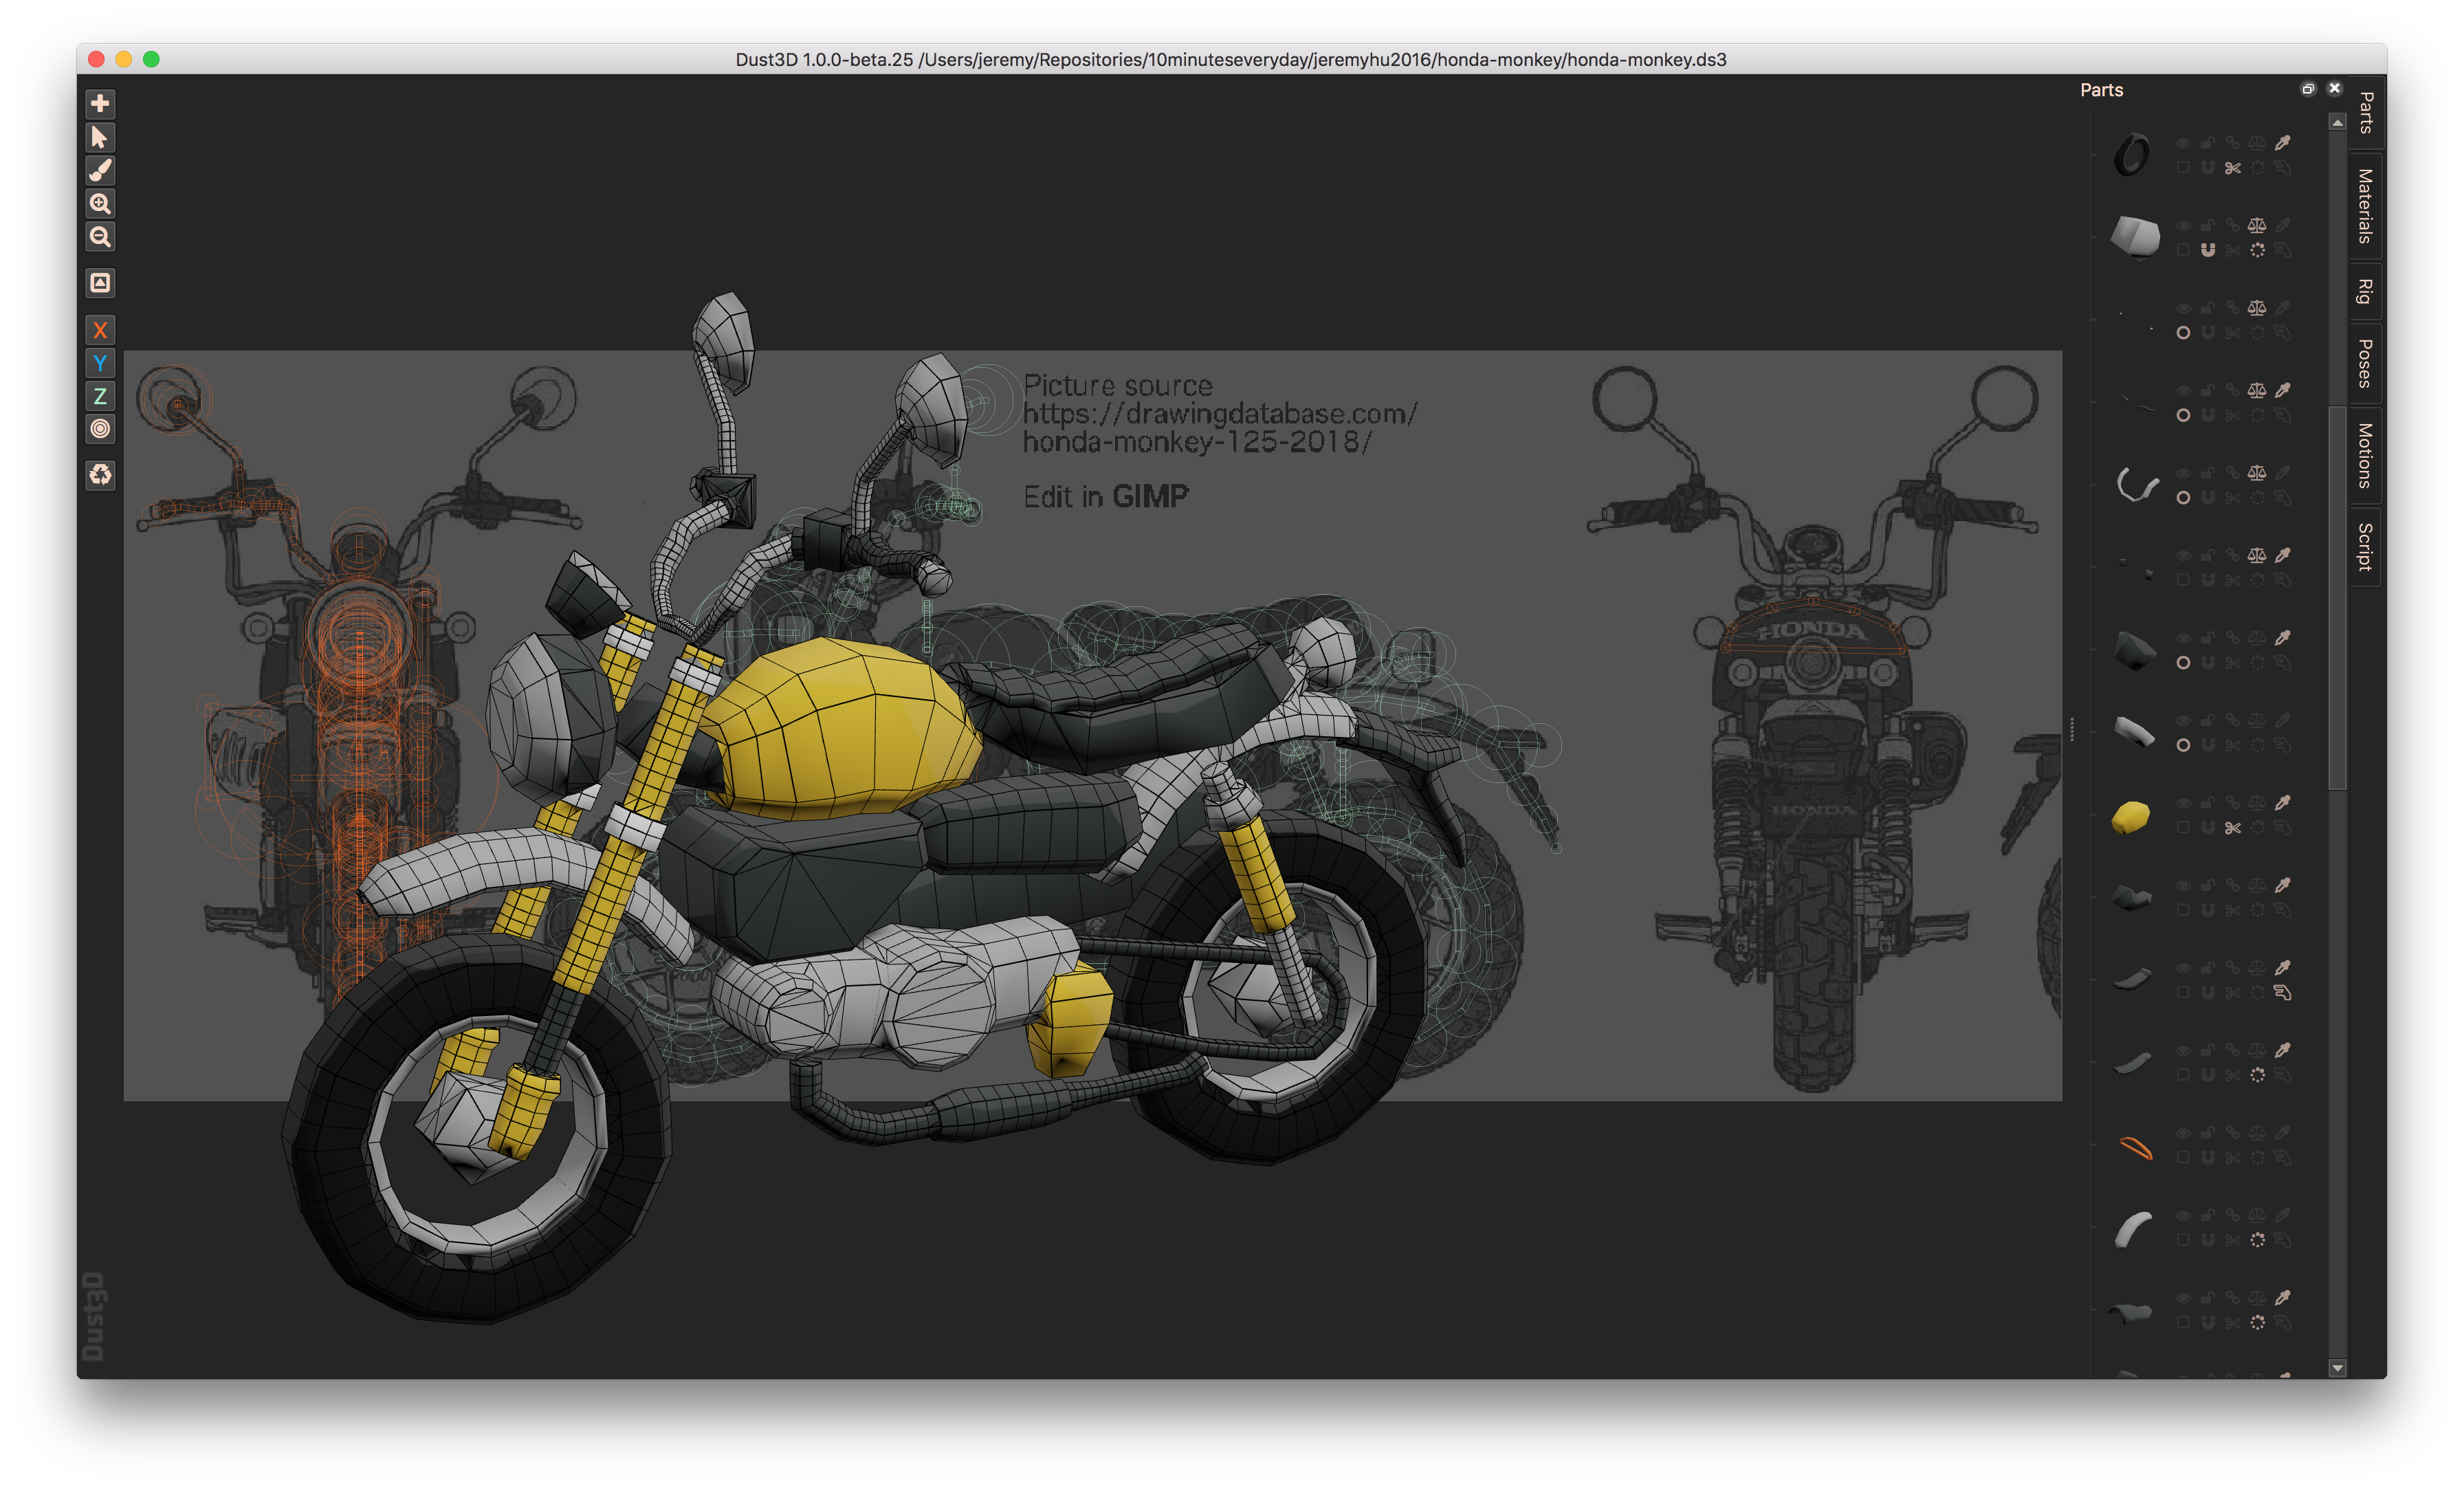 Dust3D 1.0.0-beta.25 /Users/jeremy/Repositories/10minuteseveryday/jeremyhu2016/honda-monkey/honda-monkey.ds3
Parts
Parts
Materials
Rig
Poses
Motions
Script
X
Y
Z
Picture source
https://drawingdatabase.com/
honda-monkey-125-2018/
Edit in GIMP
HONDA
HONDA
Dust3D